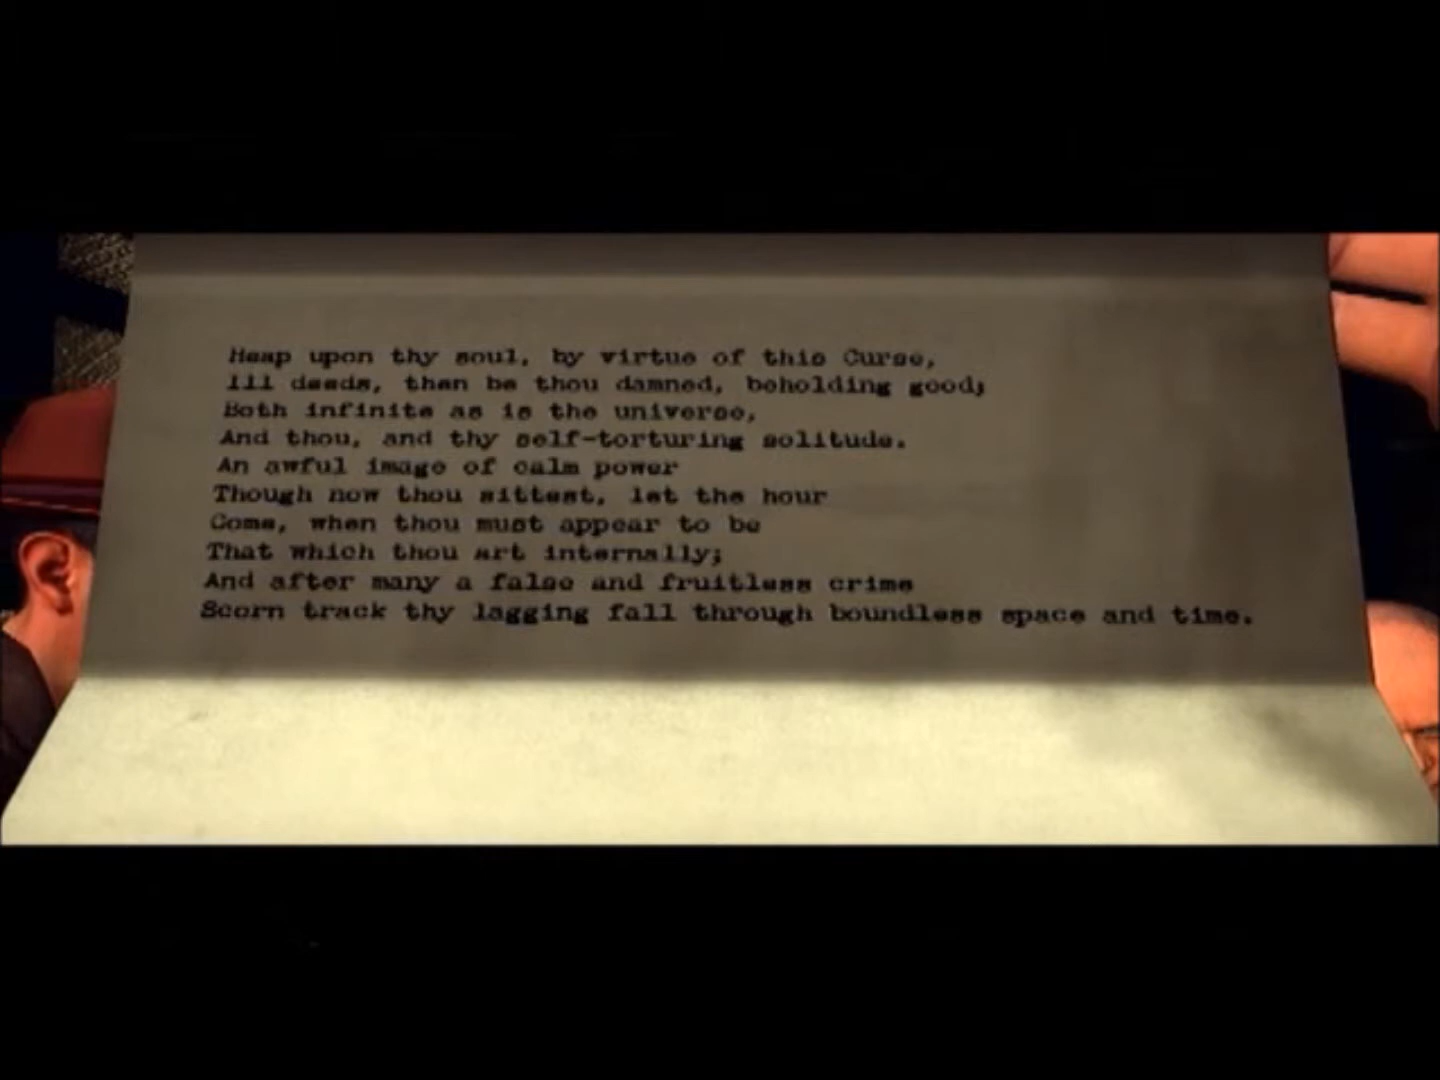 Heap upon thy soul, by virtue of this Curse,
Ill deeds, then be thou damned, beholding good;
Both infinite as is the universe,
And thou, and thy self-torturing solitude.
An awful image of calm power
Though now thou sittest, let the hour
Come, when thou must appear to be
That which thou art internally;
And after many a false and fruitless crime
Scorn track thy lagging fall through boundless space and time.